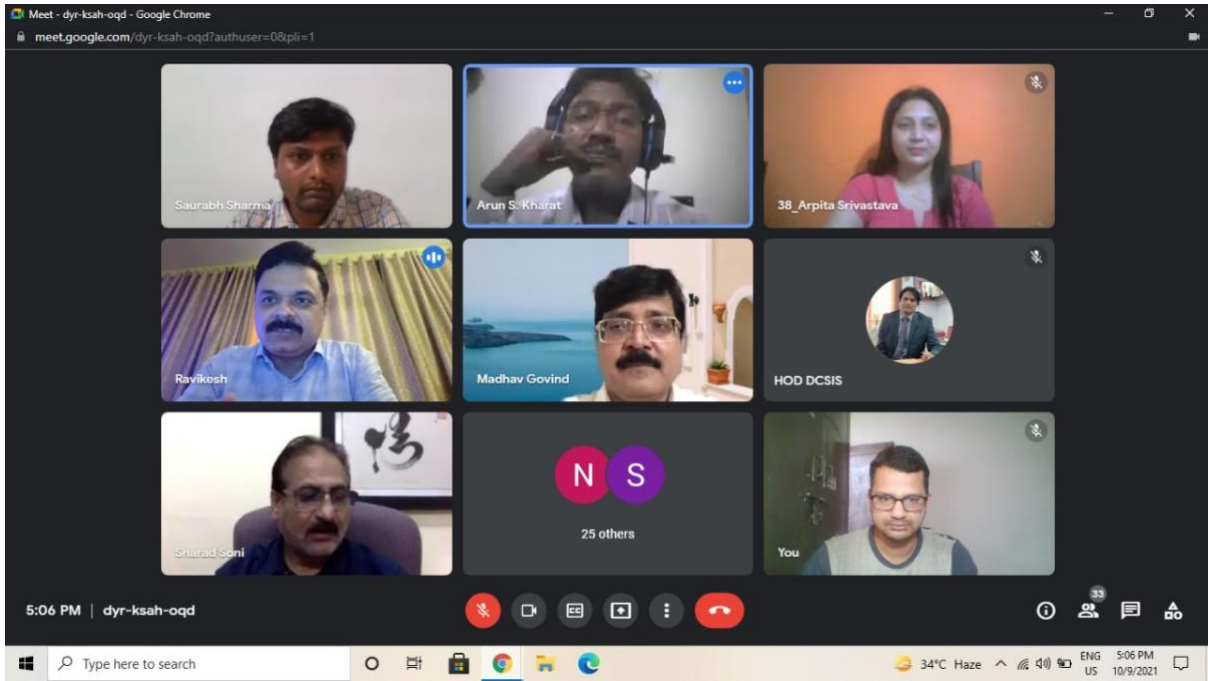 Meet - dyr-ksah-oqd - Google Chrome
meet.google.com/dyr-ksah-oqd?authuser=0&pli=1
Saurabh Sharma
Arun S. Kharat
38_Arpita Srivastava
Ravikesh
Madhav Govind
HOD DCSIS
Sharad Soni
N S
25 others
You
5:06 PM | dyr-ksah-oqd
CC
33
Type here to search
34°C Haze
ENG
US
5:06 PM
10/9/2021